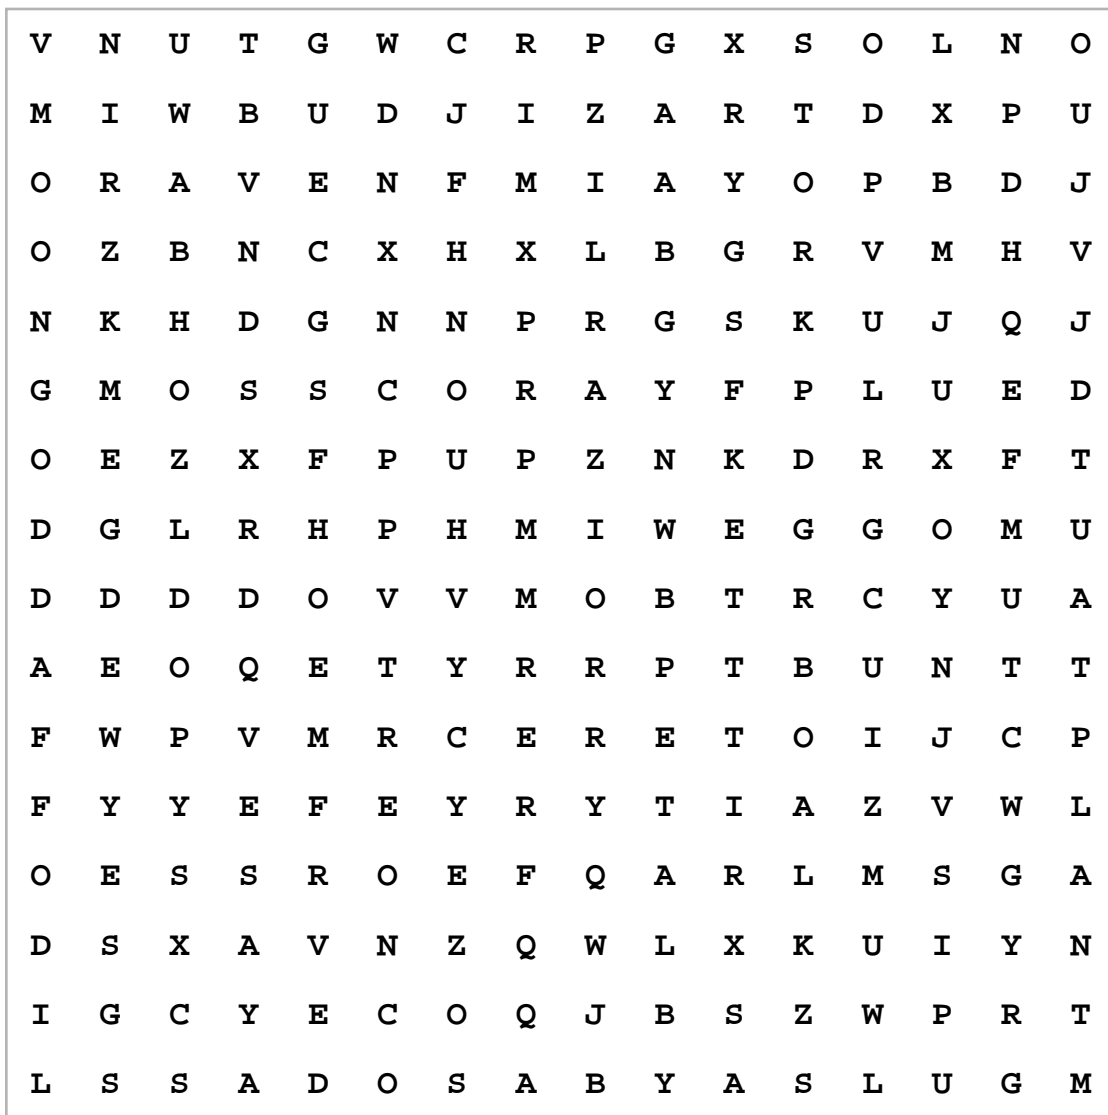 V N U T G W C R P G X S O L N O
M I W B U D J I Z A R T D X P U
O R A V E N F M I A Y O P B D J
O Z B N C X H X L B G R V M H V
N K H D G N N P R G S K U J Q J
G M O S S C O R A Y F P L U E D
O E Z X F P U P Z N K D R X F T
D G L R H P H M I W E G G O M U
D D D D O V V M O B T R C Y U A
A E O Q E T Y R R P T B U N T T
F W P V M R C E R E T O I J C P
F Y Y E F E Y R Y T I A Z V W L
O E S S R O E F Q A R L M S G A
D S X A V N Z Q W L X K U I Y N
I G C Y E C O Q J B S Z W P R T
L S S A D O S A B Y A S L U G M